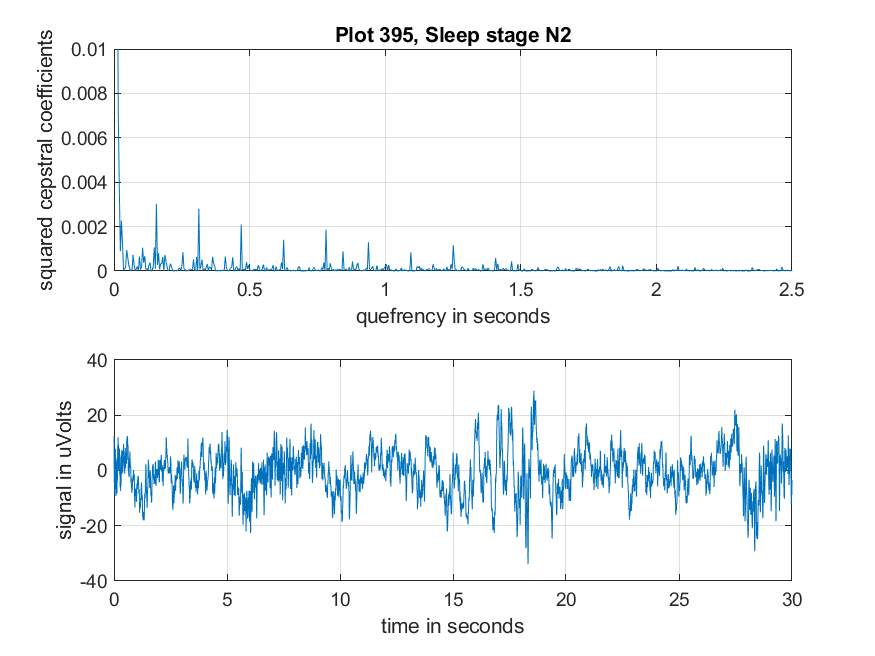 Plot 395, Sleep stage N2
squared cepstral coefficients
0.01
0.008
0.006
0.004
0.002
0
0 0.5 1 1.5 2 2.5
quefrency in seconds
signal in uVolts
40
20
0
-20
-40
0 5 10 15 20 25 30
time in seconds